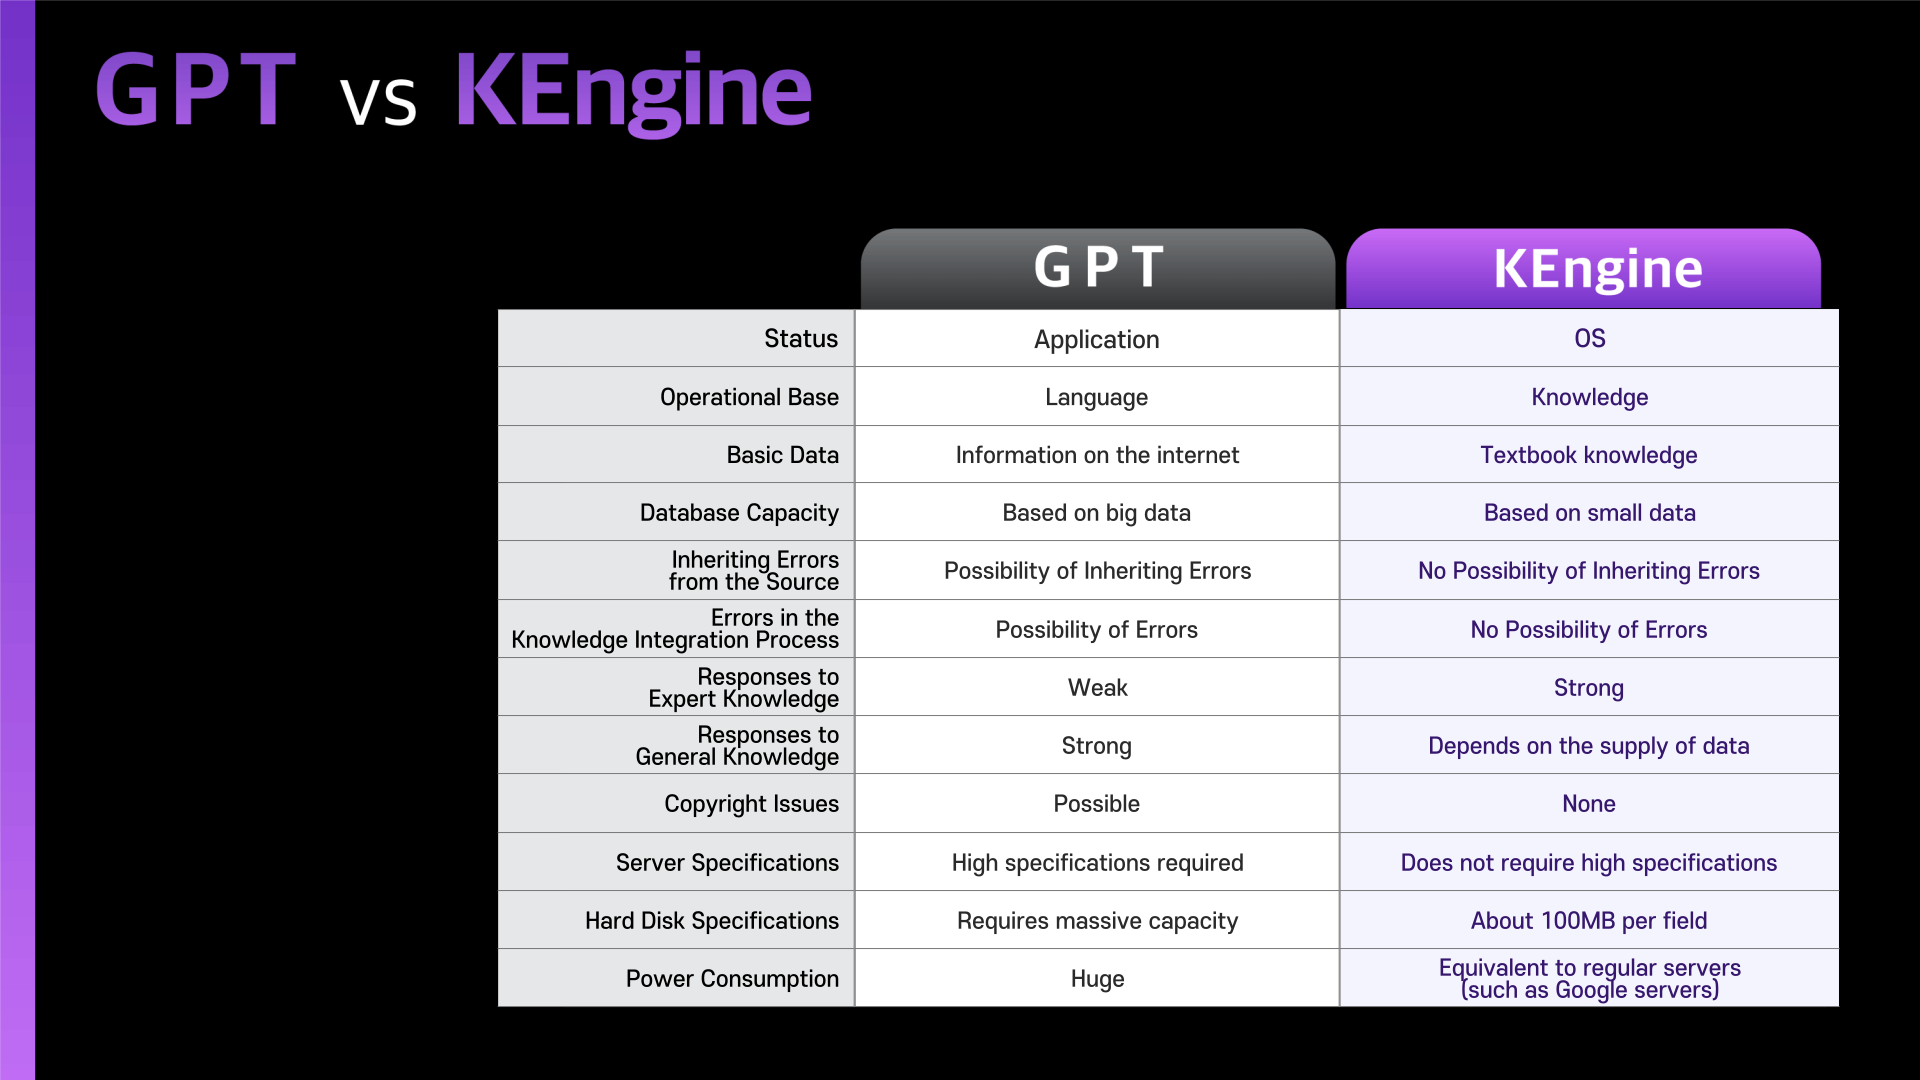 GPT vs KEngine
GPT KEngine
Status Application OS
Operational Base Language Knowledge
Basic Data Information on the internet Textbook knowledge
Database Capacity Based on big data Based on small data
Inheriting Errors
from the Source Possibility of Inheriting Errors No Possibility of Inheriting Errors
Errors in the
Knowledge Integration Process Possibility of Errors No Possibility of Errors
Responses to
Expert Knowledge Weak Strong
Responses to
General Knowledge Strong Depends on the supply of data
Copyright Issues Possible None
Server Specifications High specifications required Does not require high specifications
Hard Disk Specifications Requires massive capacity About 100MB per field
Power Consumption Huge Equivalent to regular servers
(such as Google servers)